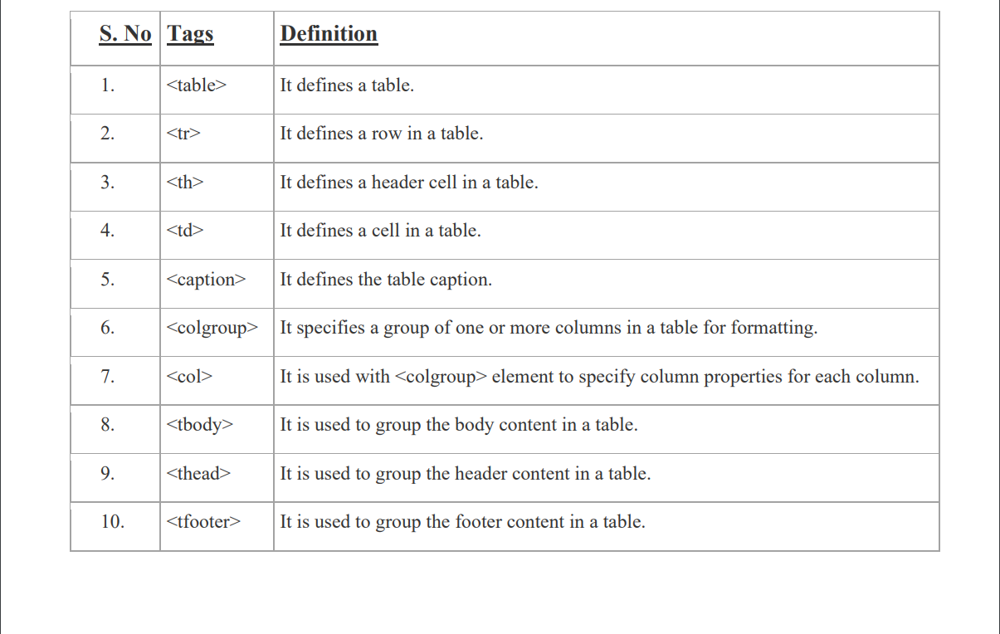 S. No Tags Definition
1. <table> It defines a table.
2. <tr> It defines a row in a table.
3. <th> It defines a header cell in a table.
4. <td> It defines a cell in a table.
5. <caption> It defines the table caption.
6. <colgroup> It specifies a group of one or more columns in a table for formatting.
7. <col> It is used with <colgroup> element to specify column properties for each column.
8. <tbody> It is used to group the body content in a table.
9. <thead> It is used to group the header content in a table.
10. <tfooter> It is used to group the footer content in a table.